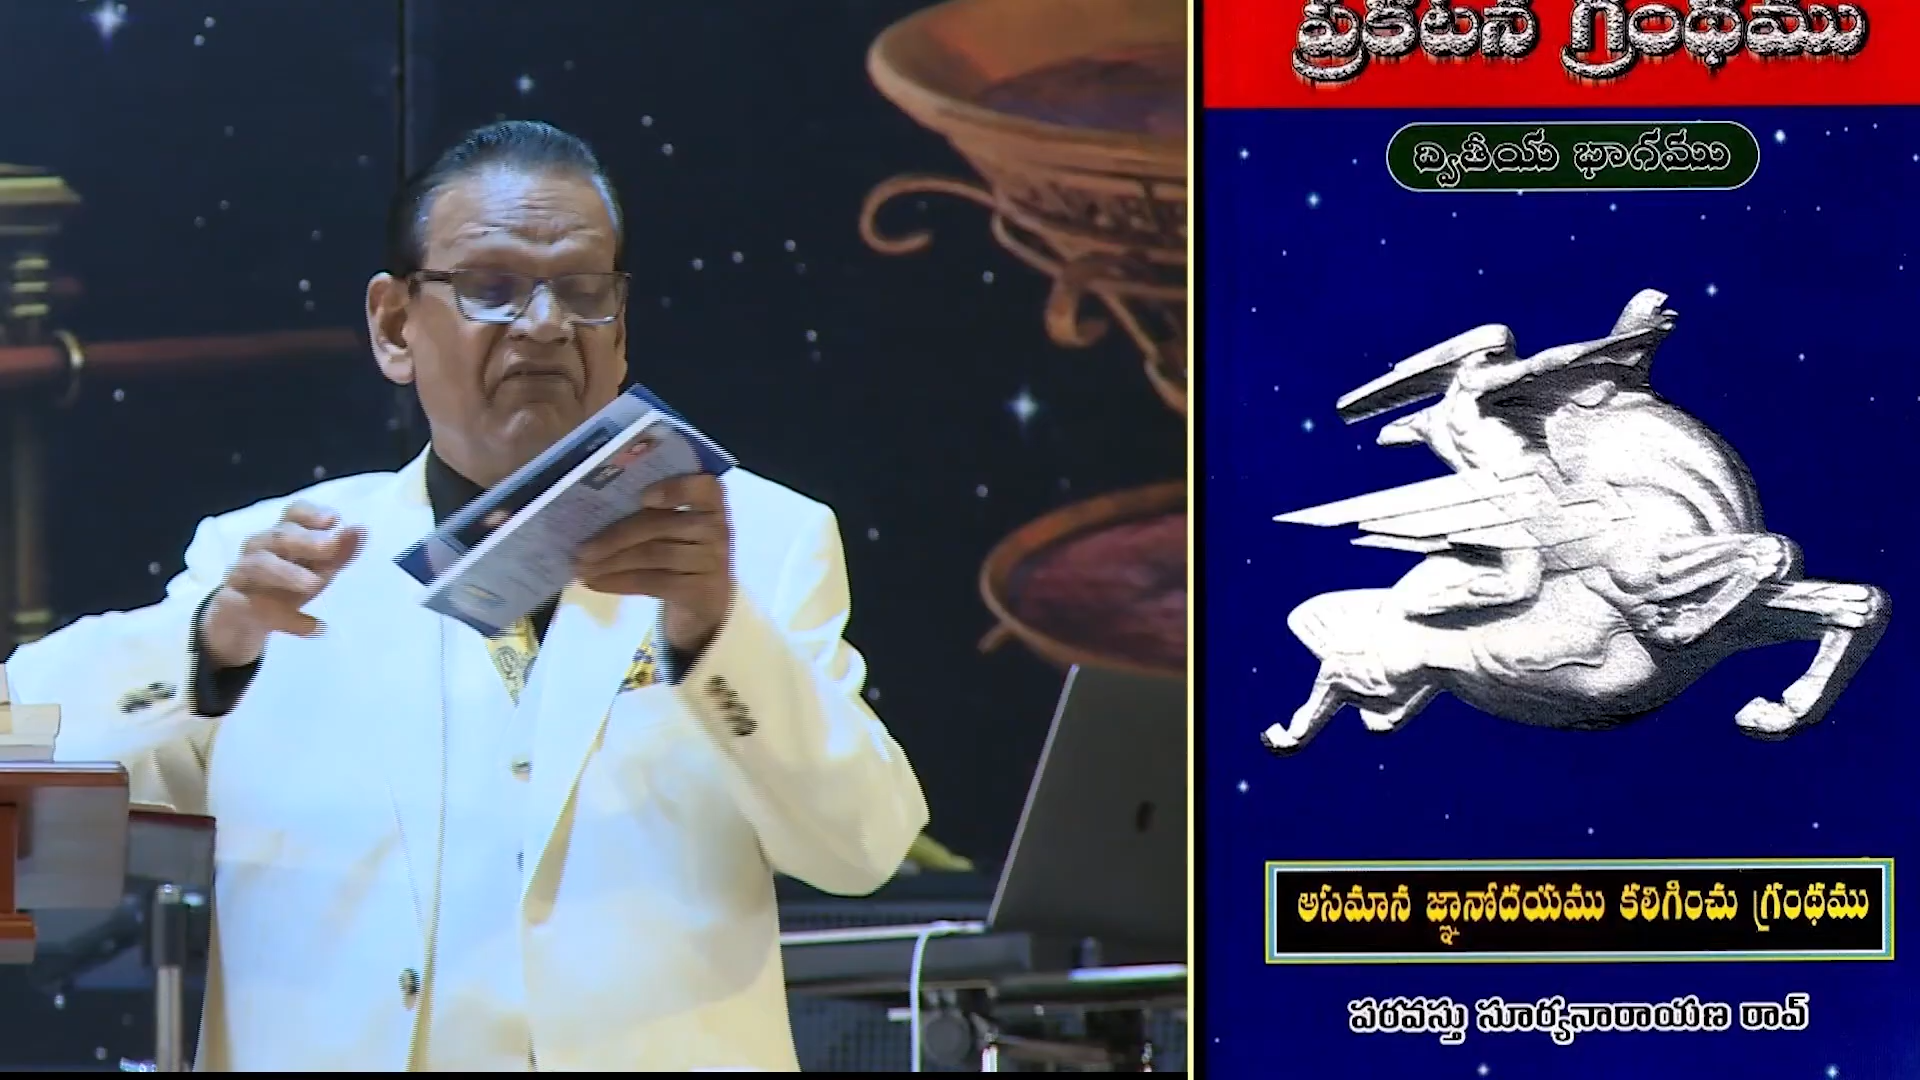 ప్రకటన గ్రంథము
ద్వితీయ భాగము
అసమాన జ్ఞానోదయము కలిగించు గ్రంథము
పరవస్తు సూర్యనారాయణ రావ్